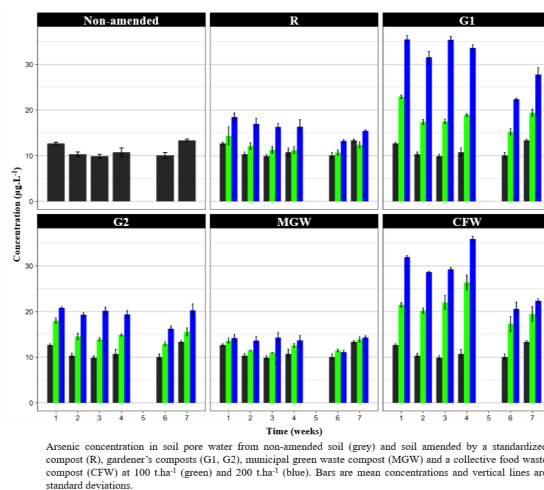 Non-amended R G1
30
20
10
0
G2 MGW CFW
30
20
10
0
1 2 3 4 5 6 7 1 2 3 4 5 6 7 1 2 3 4 5 6 7
Concentration (µg.L⁻¹)
Time (weeks)
Arsenic concentration in soil pore water from non-amended soil (grey) and soil amended by a standardized
compost (R), gardener's composts (G1, G2), municipal green waste compost (MGW) and a collective food waste
compost (CFW) at 100 t.ha⁻¹ (green) and 200 t.ha⁻¹ (blue). Bars are mean concentrations and vertical lines are
standard deviations.